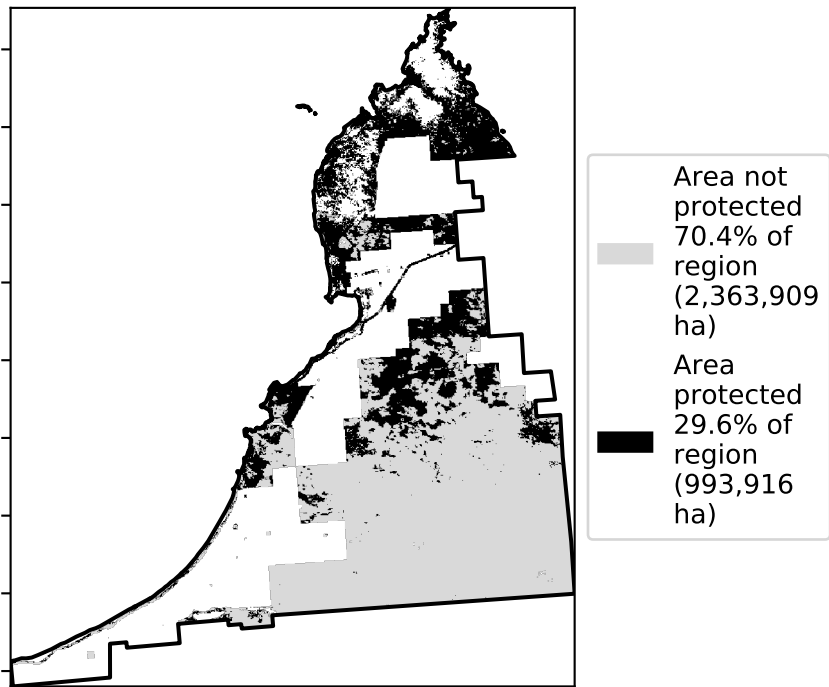 Area not
protected
70.4% of
region
(2,363,909
ha)
Area
protected
29.6% of
region
(993,916
ha)